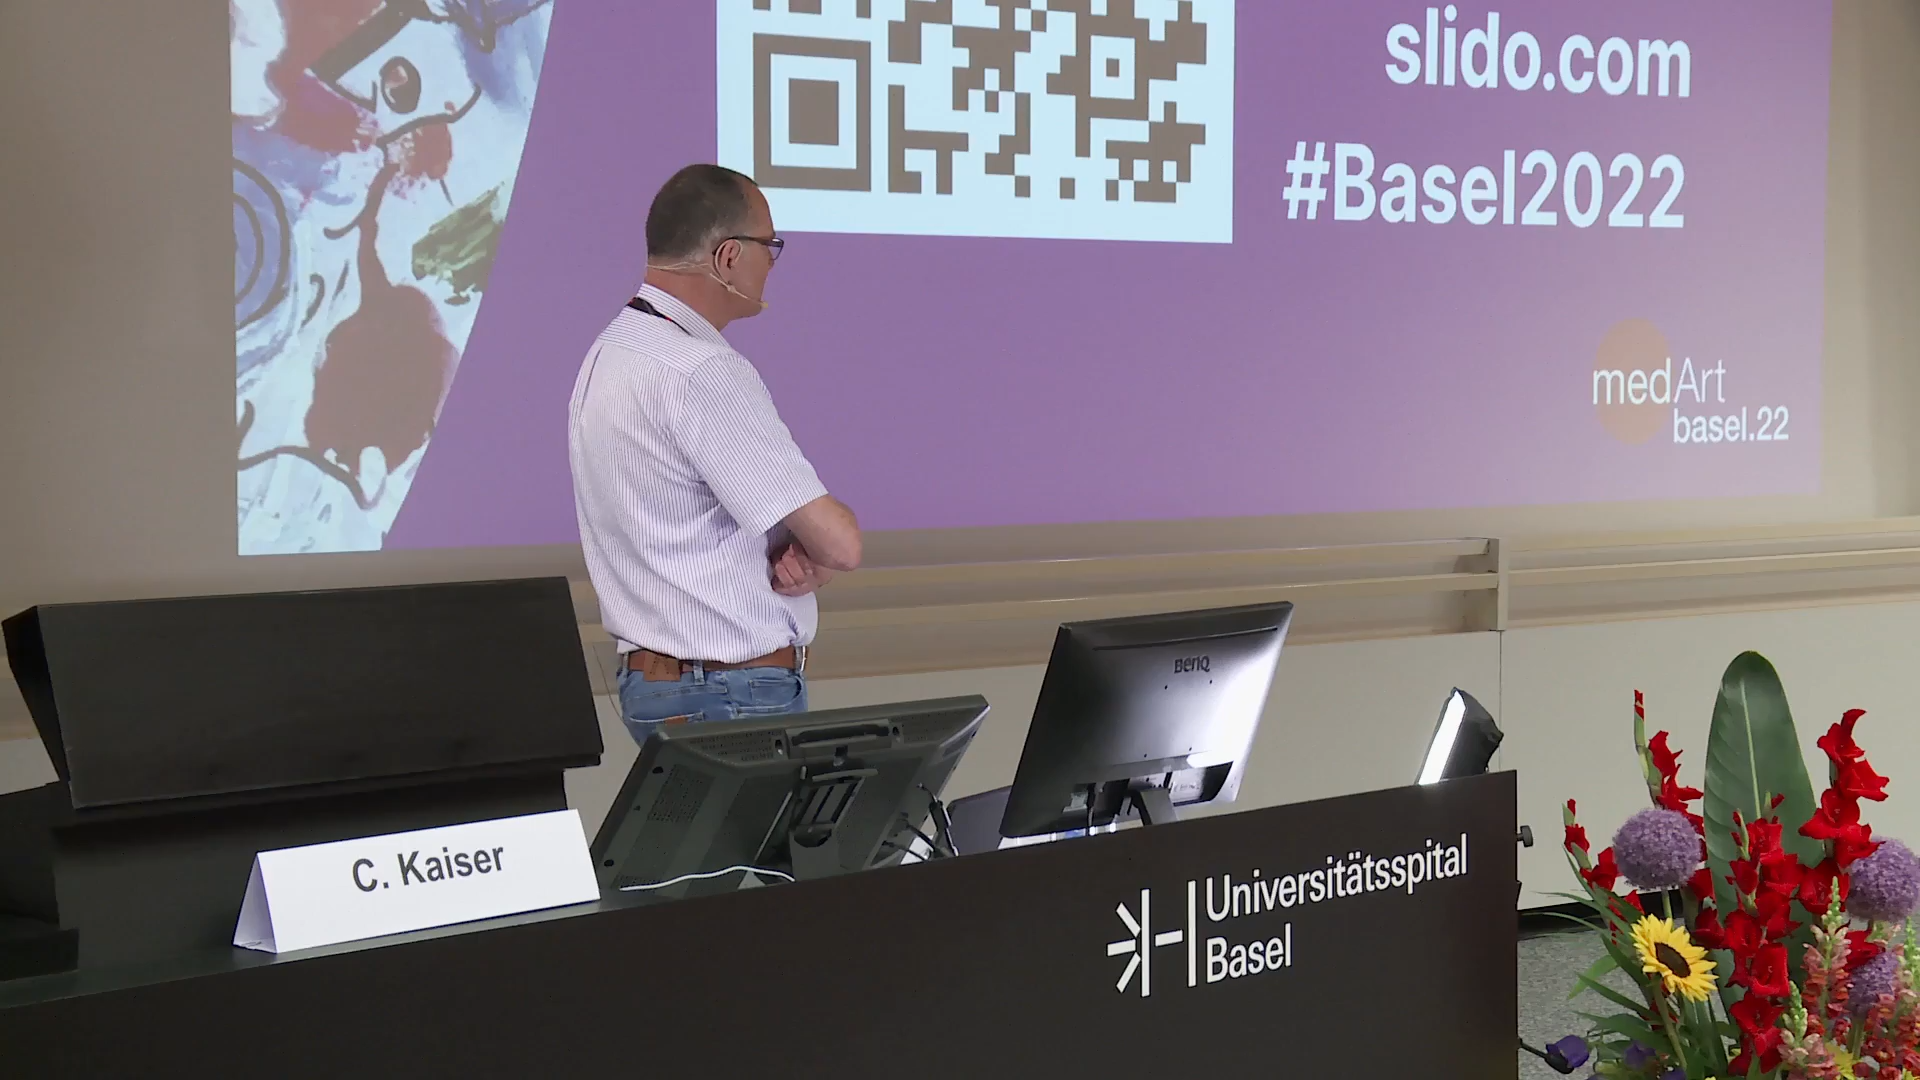 slido.com
#Basel2022
medArt
basel.22
BenQ
C. Kaiser
Universitätsspital
Basel